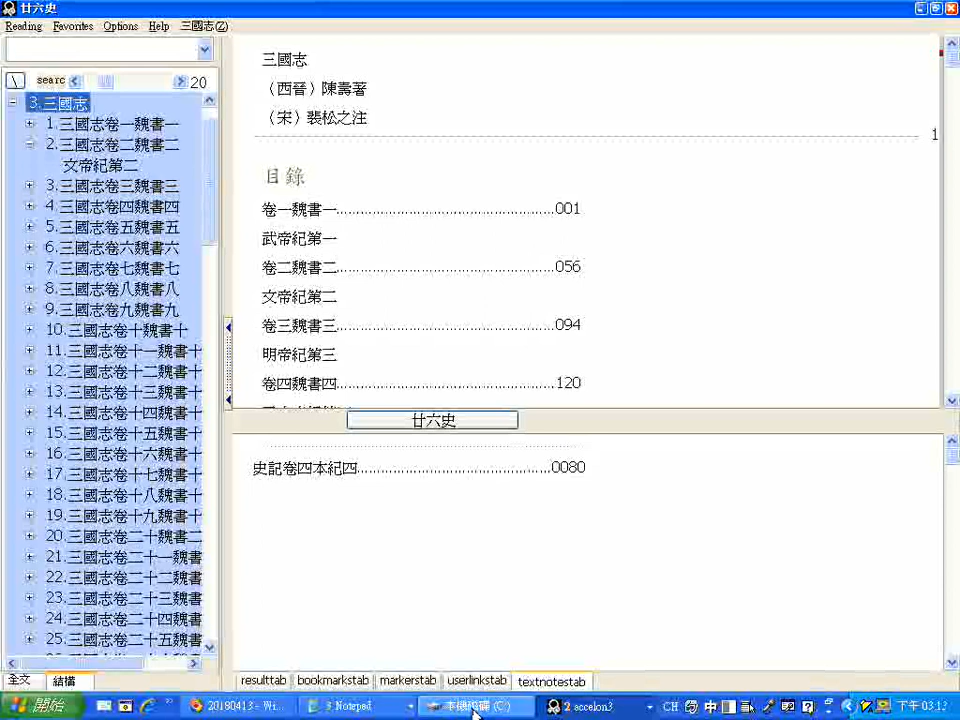 廿六史
Reading Favorites Options Help 三國志(Z)
\ searc 20
3.三國志
1.三國志卷一魏書一
2.三國志卷二魏書二
文帝紀第二
3.三國志卷三魏書三
4.三國志卷四魏書四
5.三國志卷五魏書五
6.三國志卷六魏書六
7.三國志卷七魏書七
8.三國志卷八魏書八
9.三國志卷九魏書九
10.三國志卷十魏書十
11.三國志卷十一魏書十
12.三國志卷十二魏書十
13.三國志卷十三魏書十
14.三國志卷十四魏書十
15.三國志卷十五魏書十
16.三國志卷十六魏書十
17.三國志卷十七魏書十
18.三國志卷十八魏書十
19.三國志卷十九魏書十
20.三國志卷二十魏書二
21.三國志卷二十一魏書
22.三國志卷二十二魏書
23.三國志卷二十三魏書
24.三國志卷二十四魏書
25.三國志卷二十五魏書
全文 結構
三國志
（西晉）陳壽著
（宋）裴松之注
1
目錄
卷一魏書一......001
武帝紀第一
卷二魏書二......056
文帝紀第二
卷三魏書三......094
明帝紀第三
卷四魏書四......120
廿六史
史記卷四本紀四......0080
resulttab bookmarkstab markerstab userlinkstab textnotestab
開始 20180413 - Wi... 3 Notepad 本機磁碟 (C:) 2 accelon3 CH 中 下午 03:13